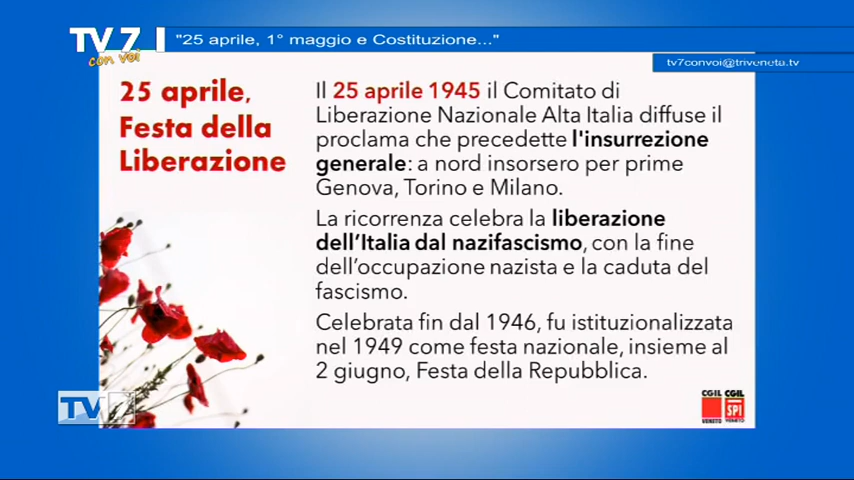 TV7 | "25 aprile, 1° maggio e Costituzione..."
con voi
tv7convoi@triveneta.tv
25 aprile,
Festa della
Liberazione
Il 25 aprile 1945 il Comitato di
Liberazione Nazionale Alta Italia diffuse il
proclama che precedette l'insurrezione
generale: a nord insorsero per prime
Genova, Torino e Milano.
La ricorrenza celebra la liberazione
dell'Italia dal nazifascismo, con la fine
dell'occupazione nazista e la caduta del
fascismo.
Celebrata fin dal 1946, fu istituzionalizzata
nel 1949 come festa nazionale, insieme al
2 giugno, Festa della Repubblica.
TV7
CGIL CGIL
SPI
VENETO VENETO